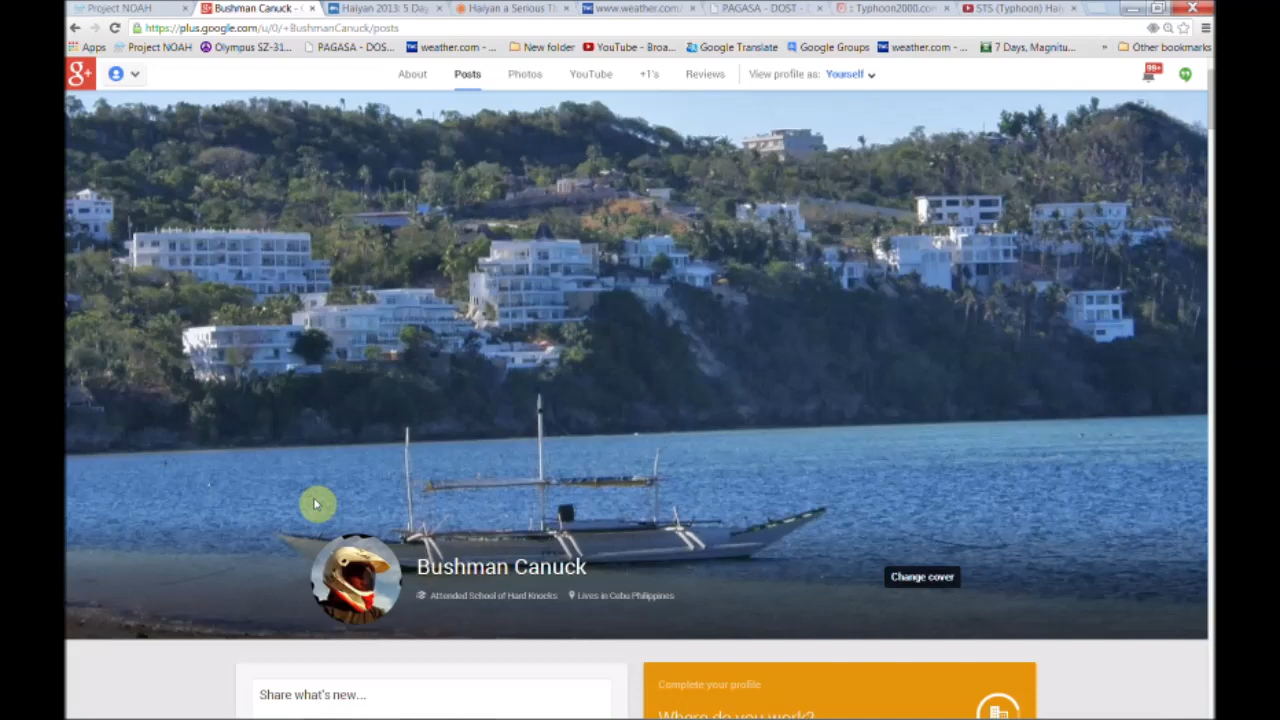 Project NOAH
Bushman Canuck - 
Haiyan 2013: 5 Day
Haiyan a Serious Th
www.weather.com/
PAGASA - DOST -
Typhoon2000.com
STS (Typhoon) Hai
https://plus.google.com/u/0/+BushmanCanuck/posts
Apps
Project NOAH
Olympus SZ-31...
PAGASA - DOS...
weather.com - ...
New folder
YouTube - Broa...
Google Translate
Google Groups
weather.com - ...
7 Days, Magnitu...
»
Other bookmarks
g+
About
Posts
Photos
YouTube
+1's
Reviews
View profile as: Yourself
99+
Bushman Canuck
Attended School of Hard Knocks
Lives in Cebu Philippines
Change cover
Share what's new...
Complete your profile
Where do you work?